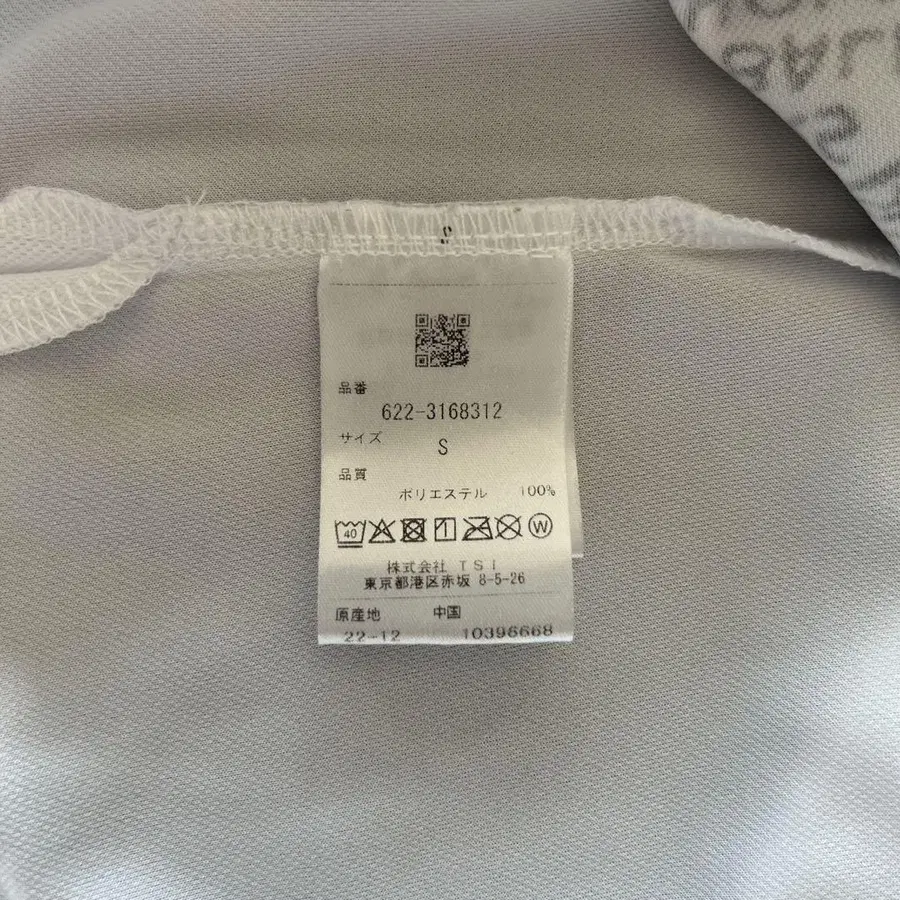 品番
622-3168312
サイズ
S
品質
ポリエステル 100%
40
W
株式会社 TSI
東京都港区赤坂 8-5-26
原産地 中国
22-12 10396668